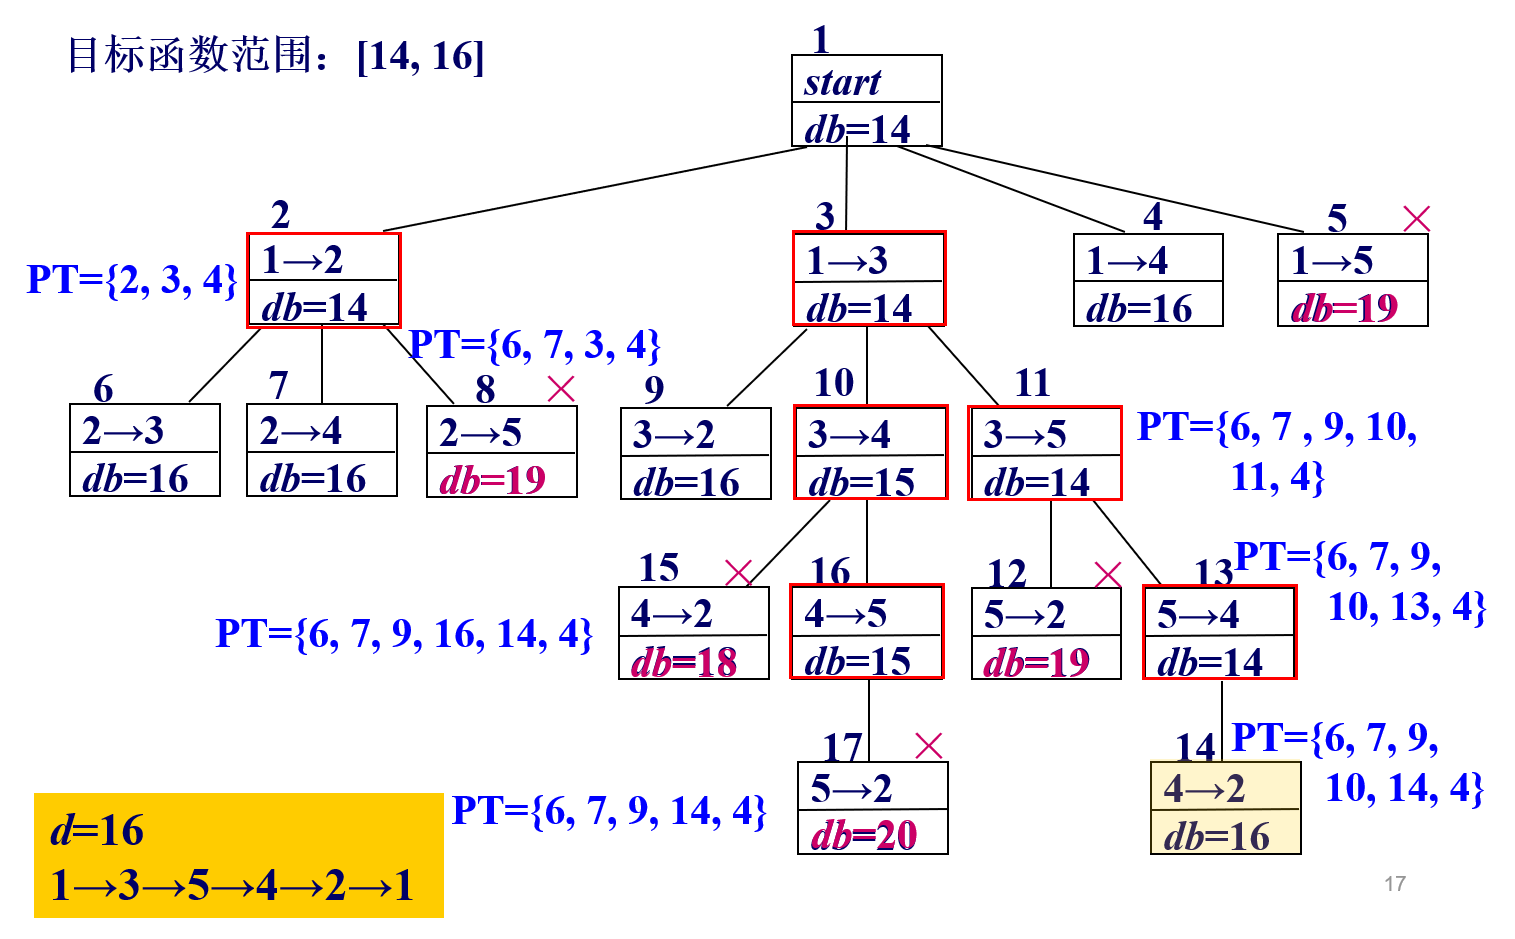 目标函数范围：[14, 16]
1
start
db=14
2
1→2
db=14
PT={2, 3, 4}
3
1→3
db=14
4
1→4
db=16
5
×
1→5
db=19
PT={6, 7, 3, 4}
6
2→3
db=16
7
2→4
db=16
8
×
2→5
db=19
9
3→2
db=16
10
3→4
db=15
11
3→5
db=14
PT={6, 7 , 9, 10,
11, 4}
15
×
4→2
db=18
16
4→5
db=15
12
×
5→2
db=19
13
5→4
db=14
PT={6, 7, 9,
10, 13, 4}
PT={6, 7, 9, 16, 14, 4}
17
×
5→2
db=20
14
4→2
db=16
PT={6, 7, 9,
10, 14, 4}
PT={6, 7, 9, 14, 4}
d=16
1→3→5→4→2→1
17